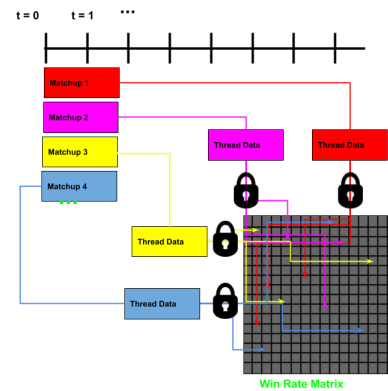 t = 0 t = 1 ...
Matchup 1
Matchup 2
Matchup 3
Matchup 4
...
Thread Data
Thread Data
Thread Data
Thread Data
Win Rate Matrix